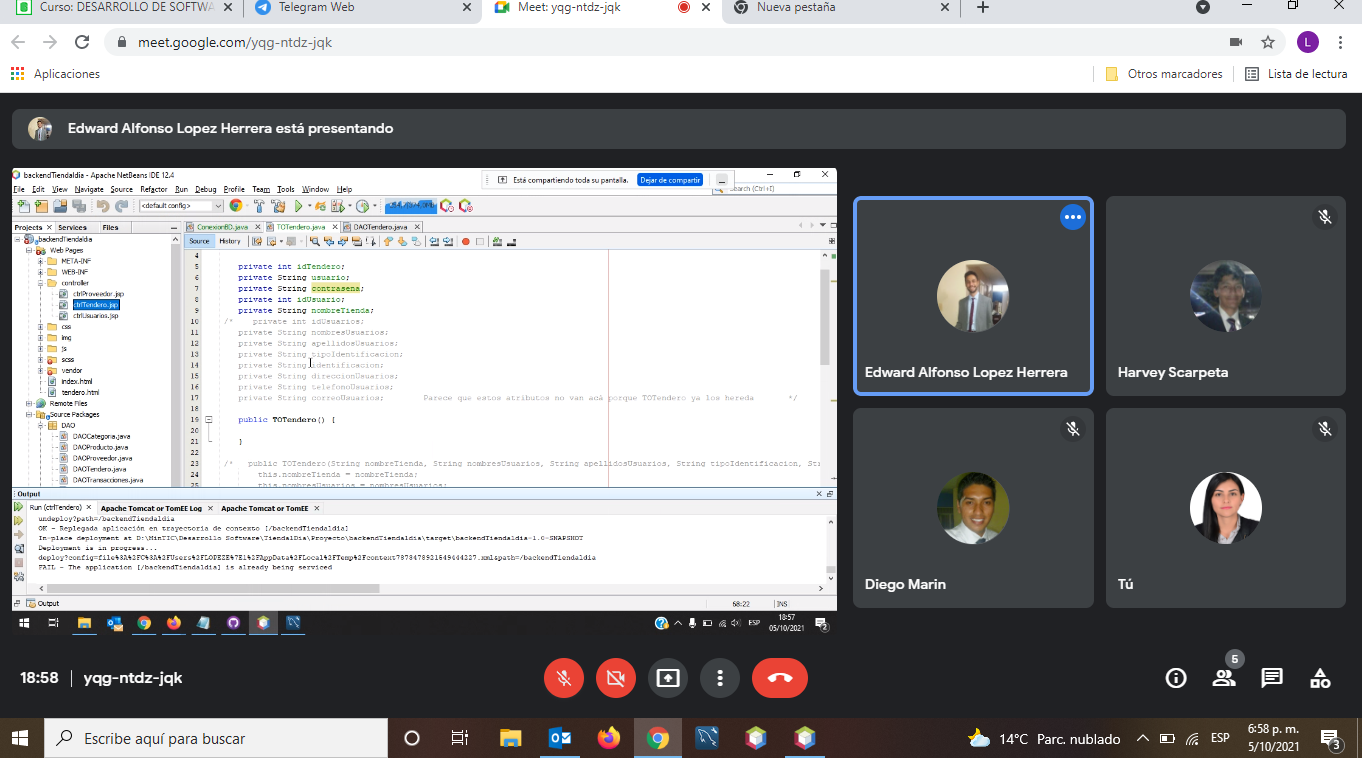 Curso: DESARROLLO DE SOFTWA
Telegram Web
Meet: yqg-ntdz-jqk
Nueva pestaña
meet.google.com/yqg-ntdz-jqk
L
Aplicaciones
Otros marcadores
Lista de lectura
Edward Alfonso Lopez Herrera está presentando
backendTiendaldia - Apache NetBeans IDE 12.4
Está compartiendo toda su pantalla.
Dejar de compartir
File Edit View Navigate Source Refactor Run Debug Profile Team Tools Window Help
Search (Ctrl+I)
<default config>
Projects
Services
Files
ConexionBD.java
TOTendero.java
DAOTendero.java
Source
History
backendTiendaldia
Web Pages
META-INF
WEB-INF
controller
ctrlProveedor.jsp
ctrlTendero.jsp
ctrlUsuarios.jsp
css
img
js
scss
vendor
index.html
tendero.html
Remote Files
Source Packages
DAO
DAOCategoria.java
DAOProducto.java
DAOProveedor.java
DAOTendero.java
DAOTransacciones.java
4
5 private int idTendero;
6 private String usuario;
7 private String contrasena;
8 private int idUsuario;
9 private String nombreTienda;
10 /* private int idUsuarios;
11 private String nombresUsuarios;
12 private String apellidosUsuarios;
13 private String tipoIdentificacion;
14 private String identificacion;
15 private String direccionUsuarios;
16 private String telefonoUsuarios;
17 private String correoUsuarios; Parece que estos atributos no van acá porque TOTendero ya los hereda */
18
19 public TOTendero() {
20
21 }
22
23 /* public TOTendero(String nombreTienda, String nombresUsuarios, String apellidosUsuarios, String tipoIdentificacion, St
24 this.nombreTienda = nombreTienda;
25 this.nombresUsuarios = nombresUsuarios;
Output
Run (ctrlTendero)
Apache Tomcat or TomEE Log
Apache Tomcat or TomEE
undeploy?path=/backendTiendaldia
OK - Replegada aplicación en trayectoria de contexto [/backendTiendaldia]
In-place deployment at D:\MinTIC\Desarrollo Software\TiendalDia\Proyecto\backendTiendaldia\target\backendTiendaldia-1.0-SNAPSHOT
Deployment is in progress...
deploy?config=file%3A%2FC%3A%2FUsers%2FLOPEZE%7E1%2FAppData%2FLocal%2FTemp%2Fcontext7878478921549444227.xml&path=/backendTiendaldia
FAIL - The application [/backendTiendaldia] is already being serviced
Output
68:22
INS
ESP
18:57
05/10/2021
2
Edward Alfonso Lopez Herrera
Harvey Scarpeta
Diego Marin
Tú
18:58
yqg-ntdz-jqk
5
Escribe aquí para buscar
14°C Parc. nublado
ESP
6:58 p. m.
5/10/2021
3